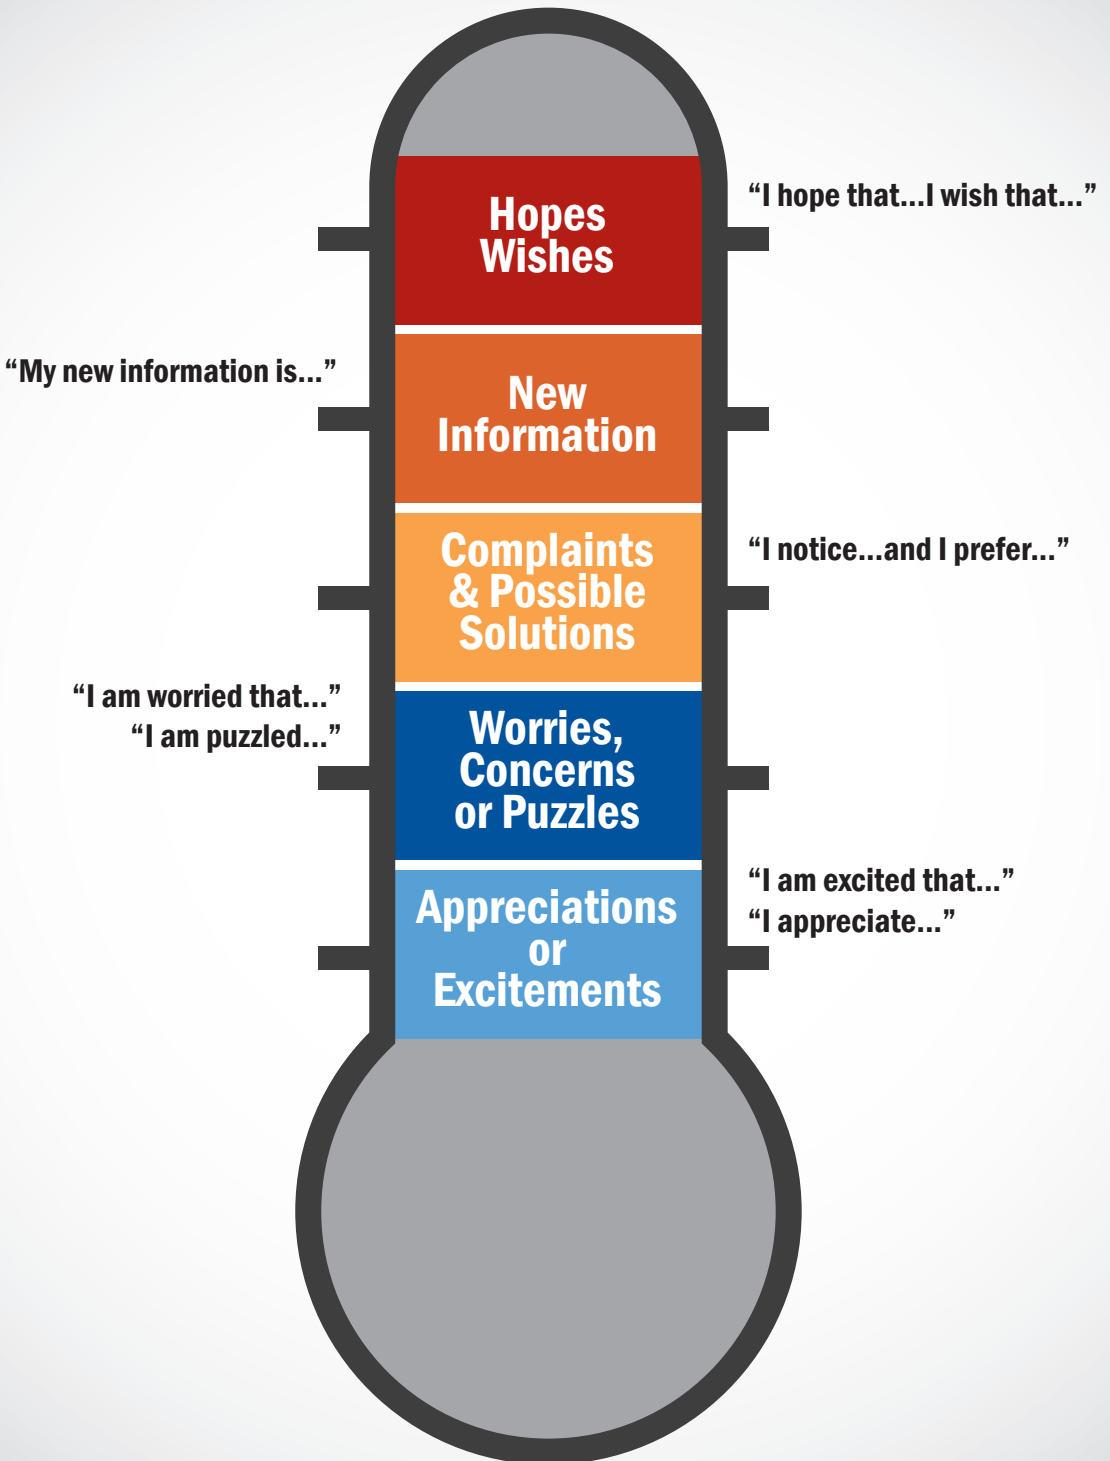 “I hope that...I wish that...”
Hopes
Wishes
“My new information is...”
New
Information
“I notice...and I prefer...”
Complaints
& Possible
Solutions
“I am worried that...”
“I am puzzled...”
Worries,
Concerns
or Puzzles
“I am excited that...”
“I appreciate...”
Appreciations
or
Excitements